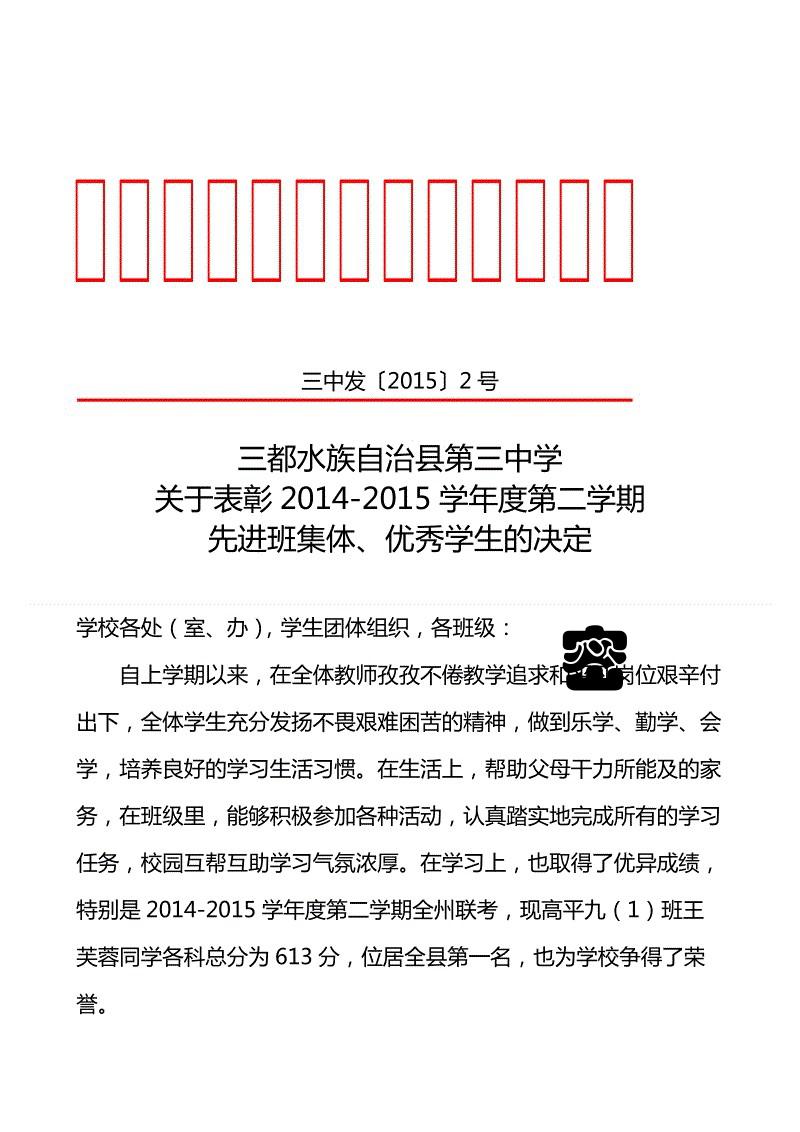 三中发〔2015〕2 号
三都水族自治县第三中学
关于表彰 2014-2015 学年度第二学期
先进班集体、优秀学生的决定
学校各处（室、办），学生团体组织，各班级：
自上学期以来，在全体教师孜孜不倦教学追求和 岗位艰辛付
出下，全体学生充分发扬不畏艰难困苦的精神，做到乐学、勤学、会
学，培养良好的学习生活习惯。在生活上，帮助父母干力所能及的家
务，在班级里，能够积极参加各种活动，认真踏实地完成所有的学习
任务，校园互帮互助学习气氛浓厚。在学习上，也取得了优异成绩，
特别是 2014-2015 学年度第二学期全州联考，现高平九（1）班王
芙蓉同学各科总分为 613 分，位居全县第一名，也为学校争得了荣
誉。